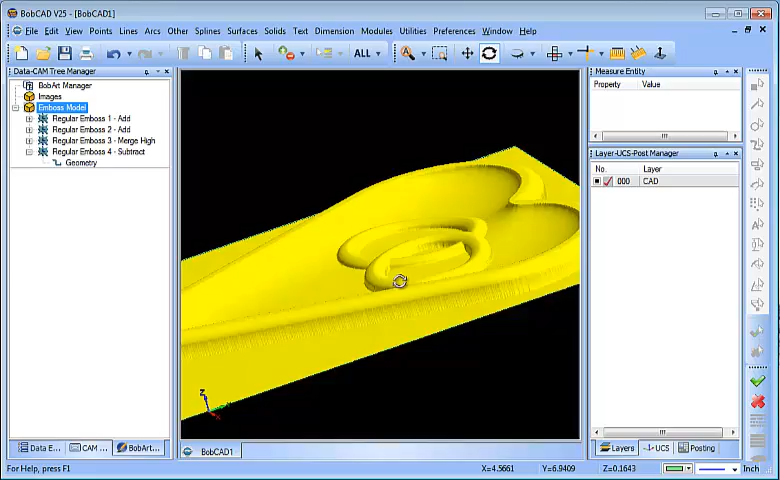 BobCAD V25 - [BobCAD1]
File Edit View Points Lines Arcs Other Splines Surfaces Solids Text Dimension Modules Utilities Preferences Window Help
ALL
Data-CAM Tree Manager
BobArt Manager
Images
Emboss Model
Regular Emboss 1 - Add
Regular Emboss 2 - Add
Regular Emboss 3 - Merge High
Regular Emboss 4 - Subtract
Geometry
Measure Entity
Property Value
Layer-UCS-Post Manager
No. Layer
000 CAD
Z
Data E... CAM ... BobArt...
BobCAD1
Layers UCS Posting
For Help, press F1
X=4.5661 Y=6.9409 Z=0.1643 Inch